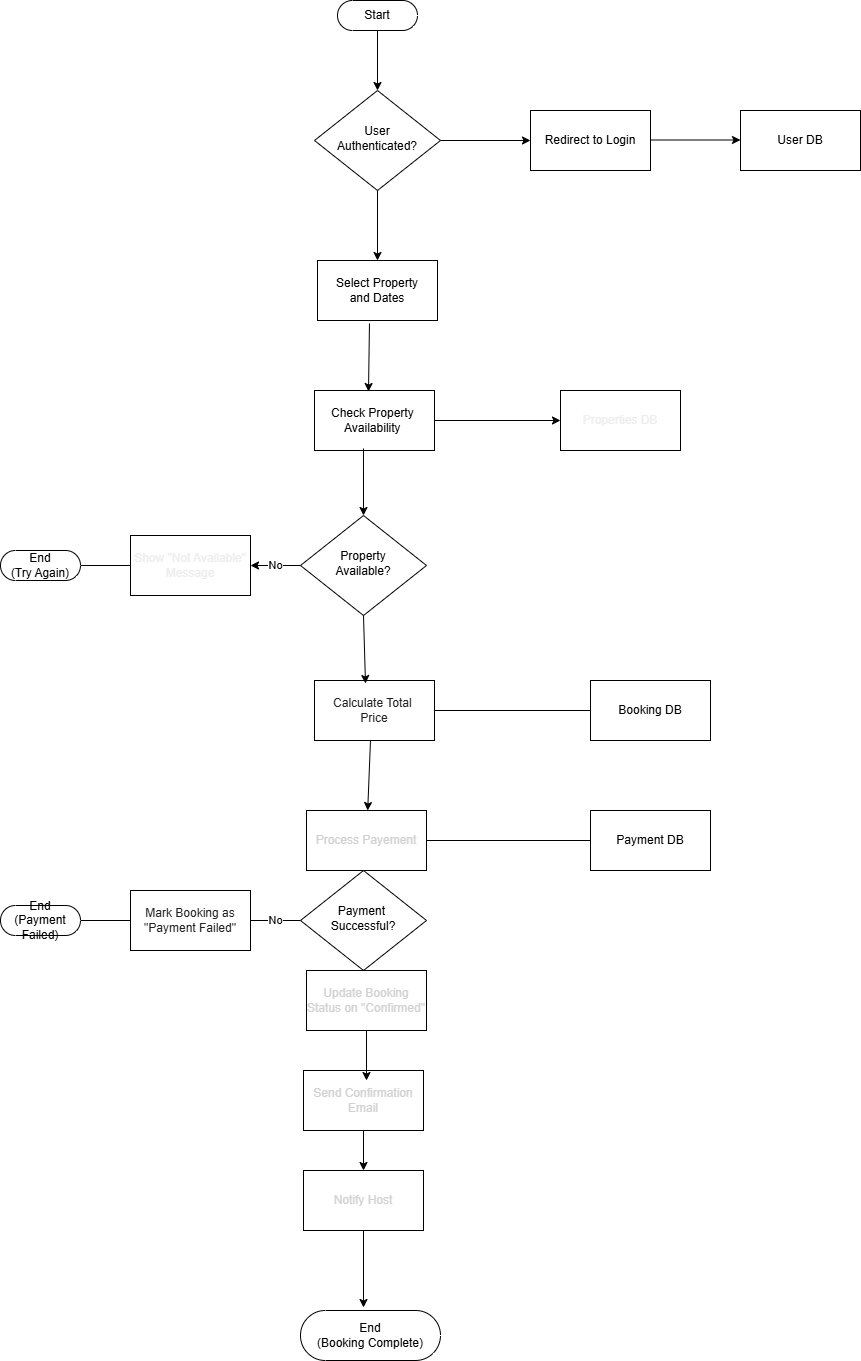 Start
User
Authenticated?
Redirect to Login
User DB
Select Property
and Dates
Check Property
Availability
Properties DB
End
(Try Again)
Show "Not Available"
Message
No
Property
Available?
Calculate Total
Price
Booking DB
Process Payement
Payment DB
End
(Payment
Failed)
Mark Booking as
"Payment Failed"
No
Payment
Successful?
Update Booking
Status on "Confirmed"
Send Confirmation
Email
Notify Host
End
(Booking Complete)